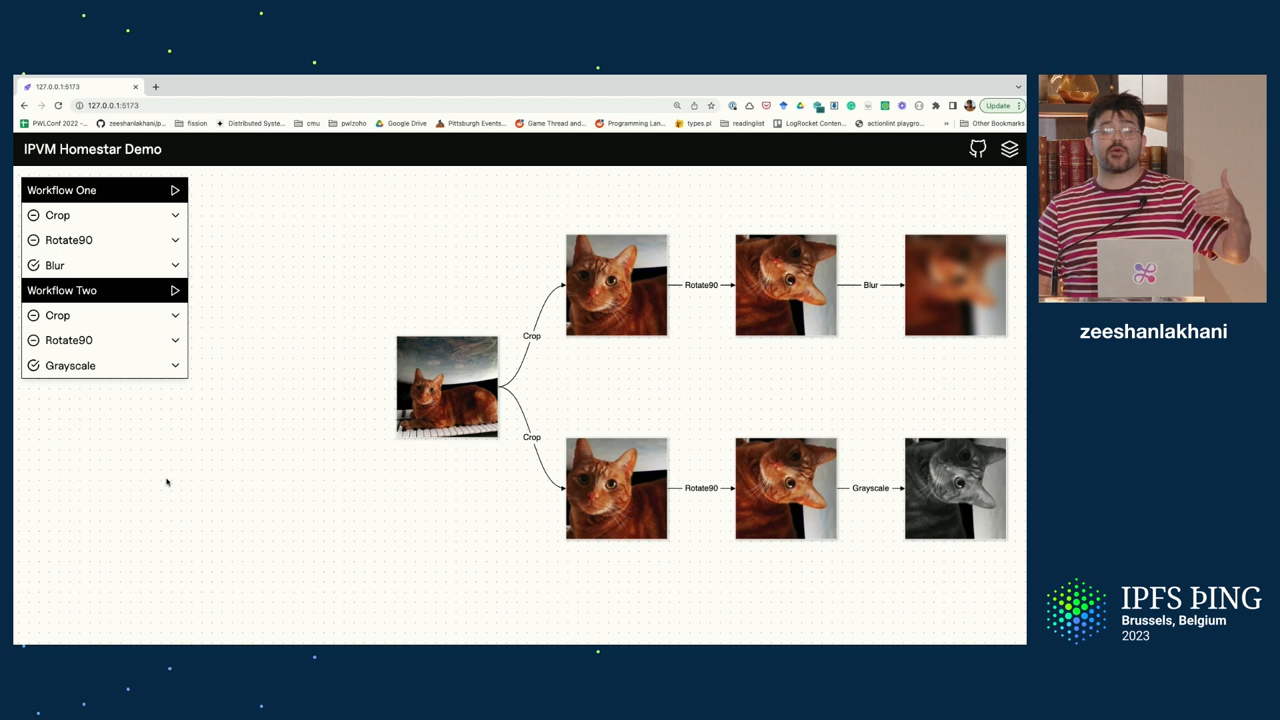 127.0.0.1:5173
127.0.0.1:5173
Update
PWLConf 2022 -...
zeeshanlakhani/p...
fission
Distributed Syste...
cmu
pwlzoho
Google Drive
Pittsburgh Events...
Game Thread and...
Programming Lan...
types.pl
readinglist
LogRocket Conten...
actionlint playgro...
»
Other Bookmarks
IPVM Homestar Demo
Workflow One
Crop
Rotate90
Blur
Workflow Two
Crop
Rotate90
Grayscale
Crop
Rotate90
Blur
Crop
Rotate90
Grayscale
zeeshanlakhani
IPFS ÞING
Brussels, Belgium
2023